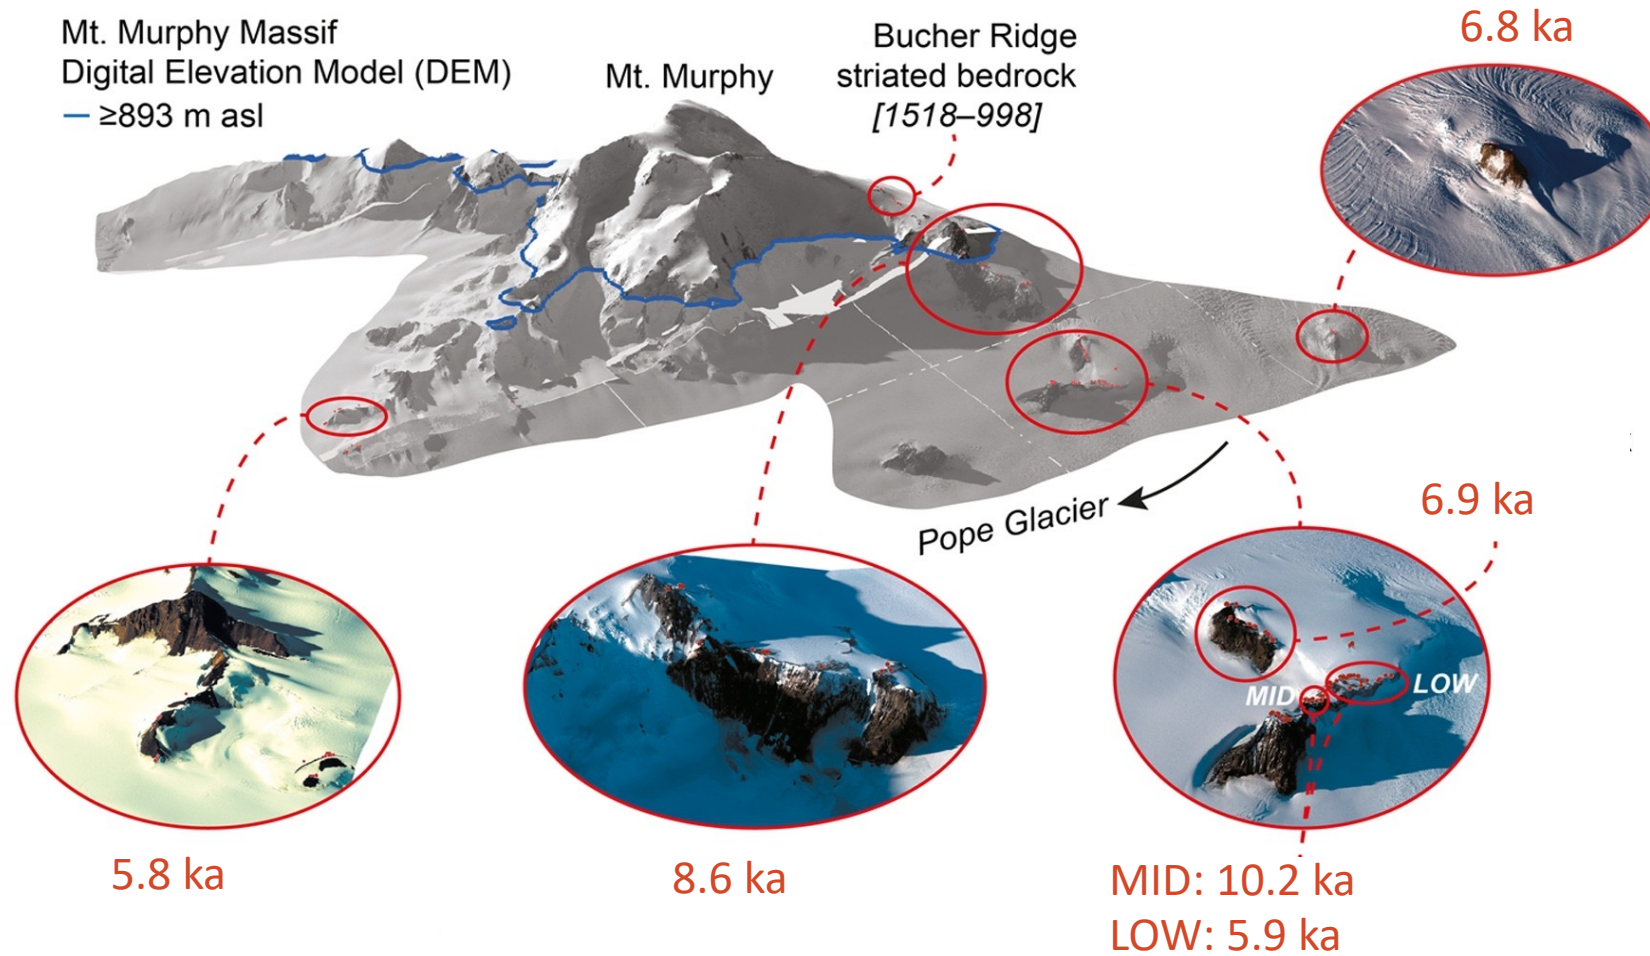 Mt. Murphy Massif
Digital Elevation Model (DEM)
≥893 m asl
Mt. Murphy
Bucher Ridge
striated bedrock
[1518–998]
6.8 ka
Pope Glacier
6.9 ka
MID
LOW
5.8 ka
8.6 ka
MID: 10.2 ka
LOW: 5.9 ka